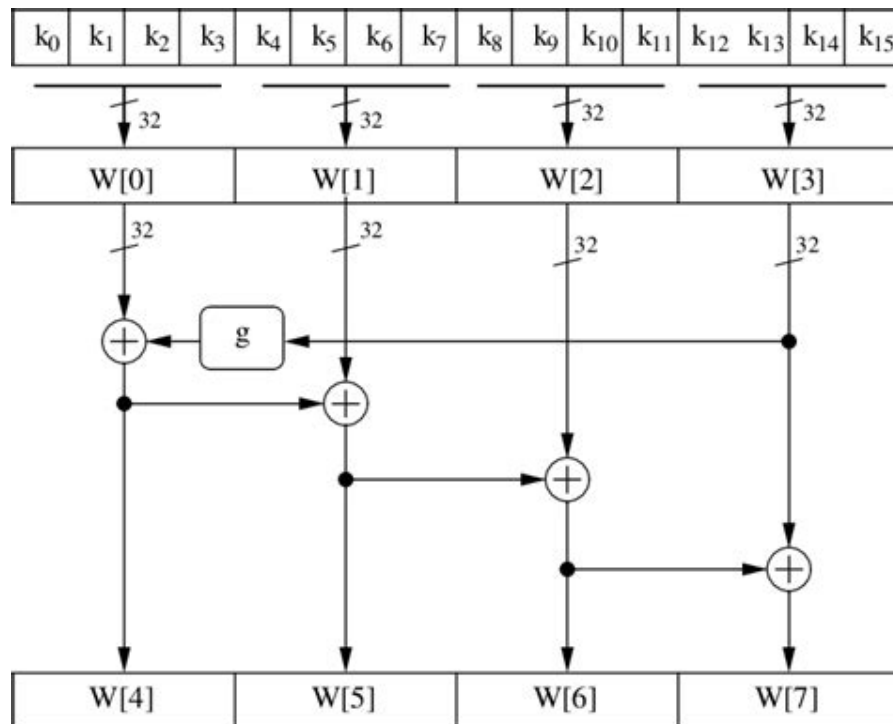 k₀ k₁ k₂ k₃ k₄ k₅ k₆ k₇ k₈ k₉ k₁₀ k₁₁ k₁₂ k₁₃ k₁₄ k₁₅
32 32 32 32
W[0] W[1] W[2] W[3]
32 32 32 32
g
W[4] W[5] W[6] W[7]